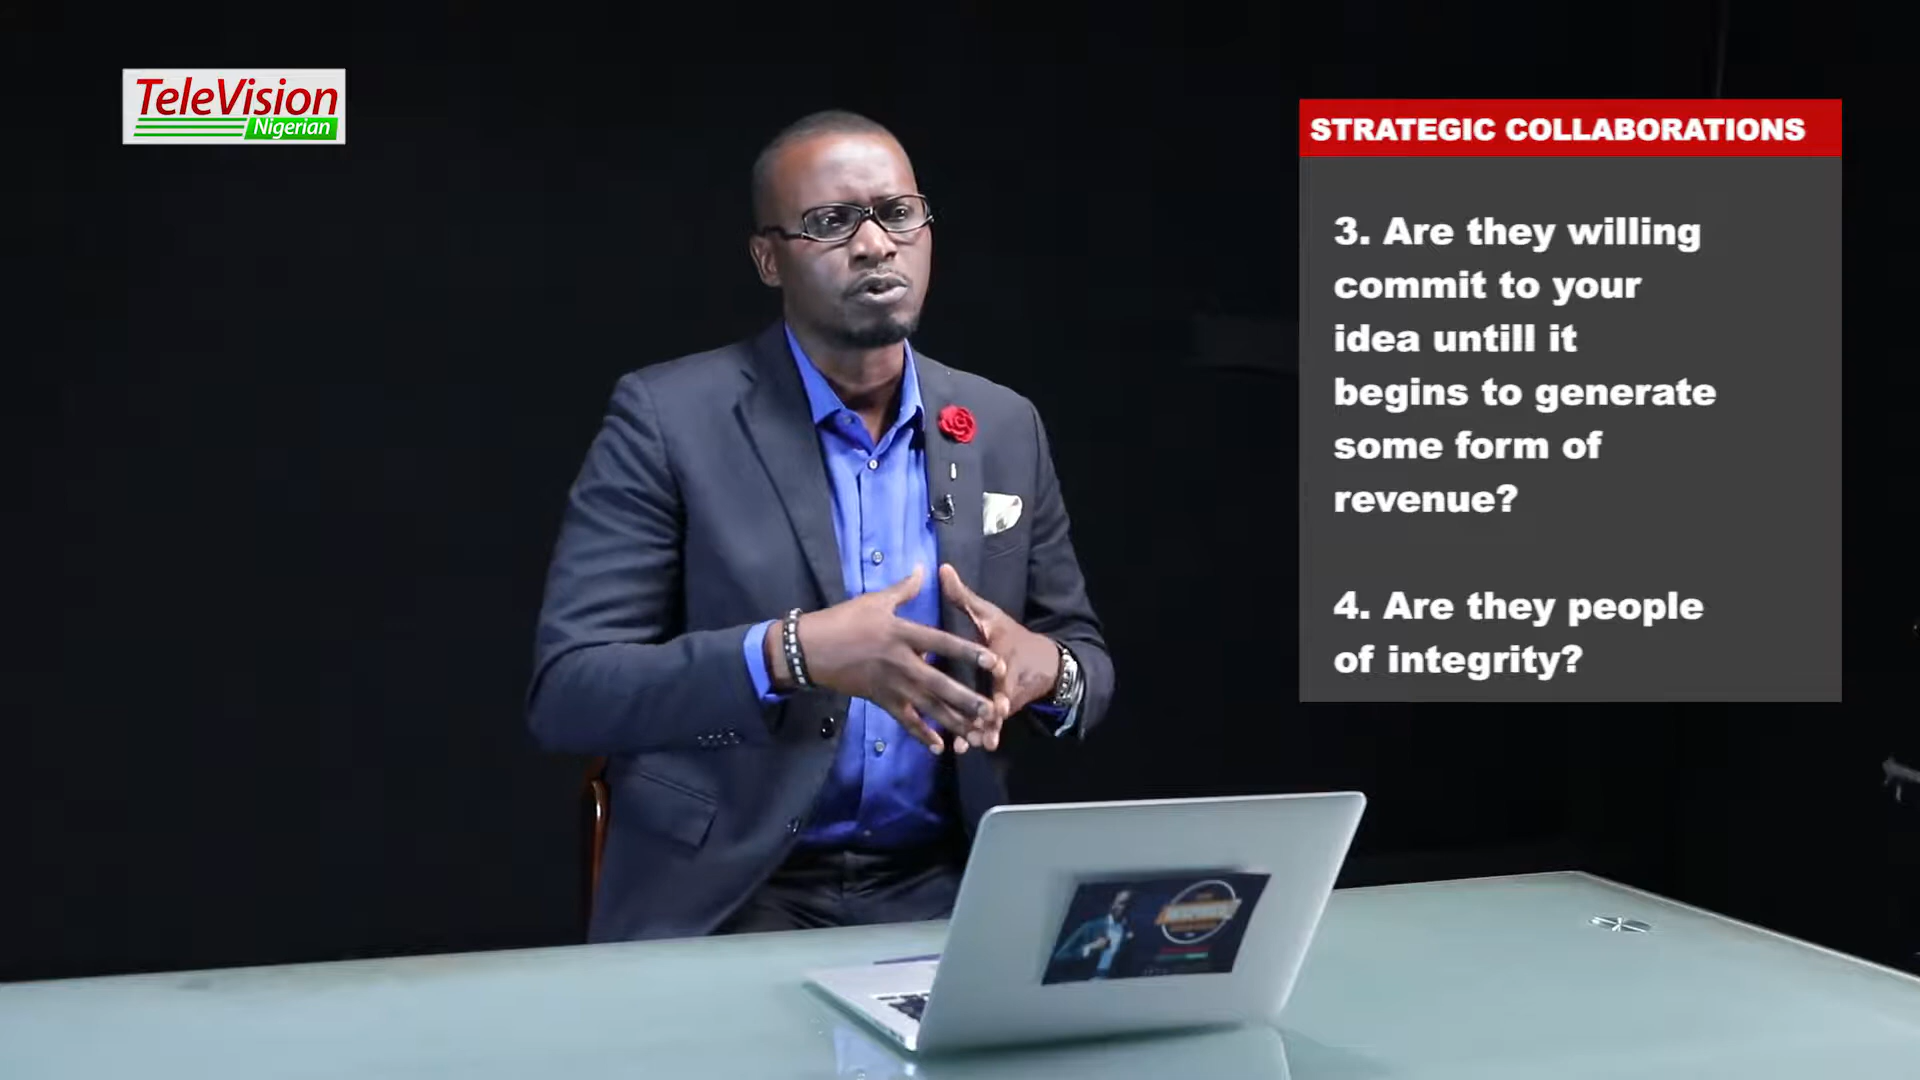 TeleVision
Nigerian
STRATEGIC COLLABORATIONS
3. Are they willing
commit to your
idea untill it
begins to generate
some form of
revenue?
4. Are they people
of integrity?